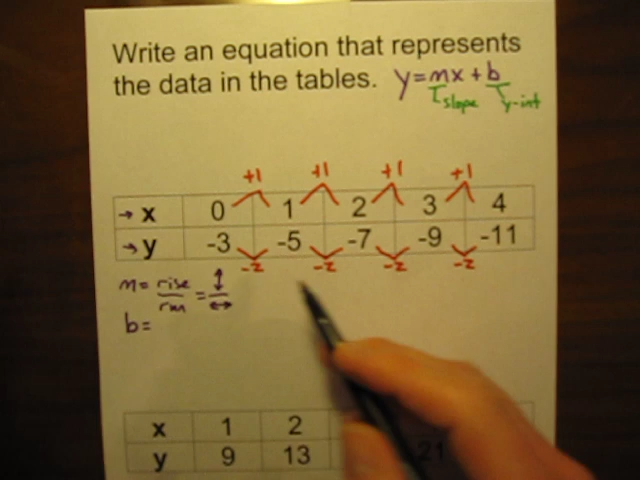 Write an equation that represents
the data in the tables. y=mx+b
slope y-int
+1 +1 +1 +1
→ x 0 1 2 3 4
→ y -3 -5 -7 -9 -11
-2 -2 -2 -2
m= rise/run = ↕/↔
b=
x 1 2
y 9 13 21